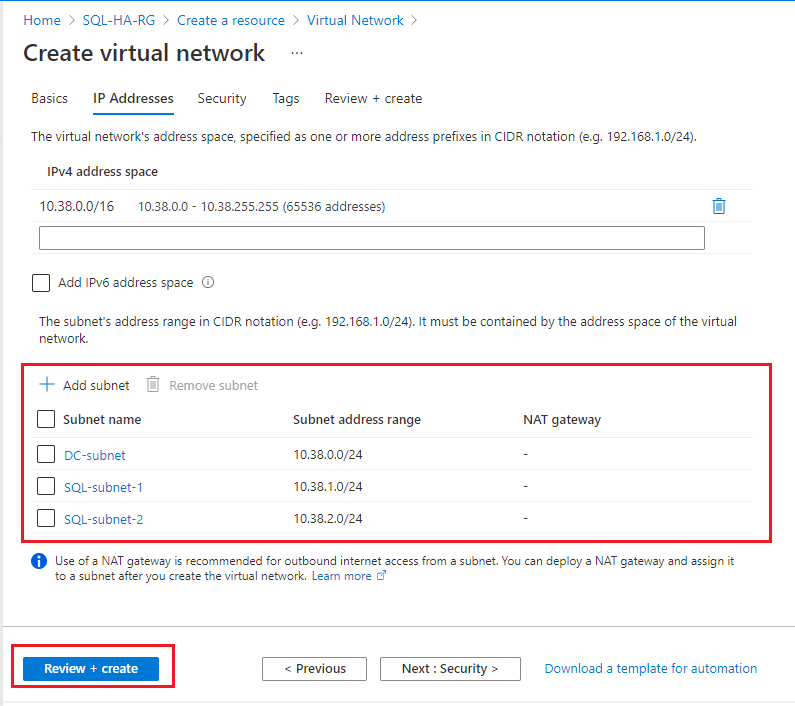 Home > SQL-HA-RG > Create a resource > Virtual Network >
Create virtual network ...
Basics IP Addresses Security Tags Review + create
The virtual network's address space, specified as one or more address prefixes in CIDR notation (e.g. 192.168.1.0/24).
IPv4 address space
10.38.0.0/16 10.38.0.0 - 10.38.255.255 (65536 addresses)
Add IPv6 address space
The subnet's address range in CIDR notation (e.g. 192.168.1.0/24). It must be contained by the address space of the virtual
network.
+ Add subnet Remove subnet
Subnet name Subnet address range NAT gateway
DC-subnet 10.38.0.0/24 -
SQL-subnet-1 10.38.1.0/24 -
SQL-subnet-2 10.38.2.0/24 -
Use of a NAT gateway is recommended for outbound internet access from a subnet. You can deploy a NAT gateway and assign it
to a subnet after you create the virtual network. Learn more
Review + create < Previous Next : Security > Download a template for automation